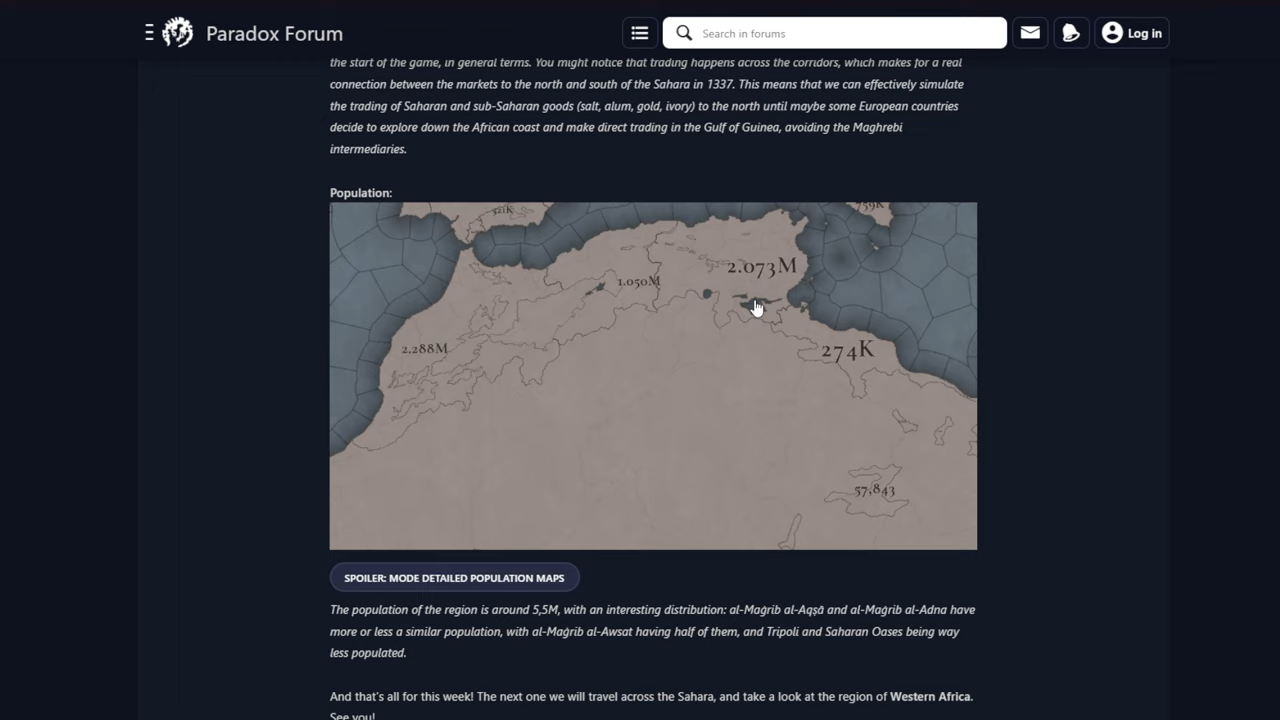 Paradox Forum
Search in forums
Log in
the start of the game, in general terms. You might notice that trading happens across the corridors, which makes for a real
connection between the markets to the north and south of the Sahara in 1337. This means that we can effectively simulate
the trading of Saharan and sub-Saharan goods (salt, alum, gold, ivory) to the north until maybe some European countries
decide to explore down the African coast and make direct trading in the Gulf of Guinea, avoiding the Maghrebi
intermediaries.
Population:
321K
759K
2.073M
1.050M
2.288M
274K
57,843
SPOILER: MODE DETAILED POPULATION MAPS
The population of the region is around 5,5M, with an interesting distribution: al-Maġrib al-Aqṣā and al-Maġrib al-Adna have
more or less a similar population, with al-Maġrib al-Awsat having half of them, and Tripoli and Saharan Oases being way
less populated.
And that's all for this week! The next one we will travel across the Sahara, and take a look at the region of Western Africa.
See you!